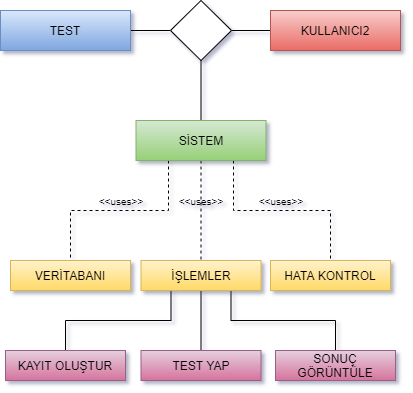 TEST
KULLANICI2
SİSTEM
<<uses>>
<<uses>>
<<uses>>
VERİTABANI
İŞLEMLER
HATA KONTROL
KAYIT OLUŞTUR
TEST YAP
SONUÇ
GÖRÜNTÜLE